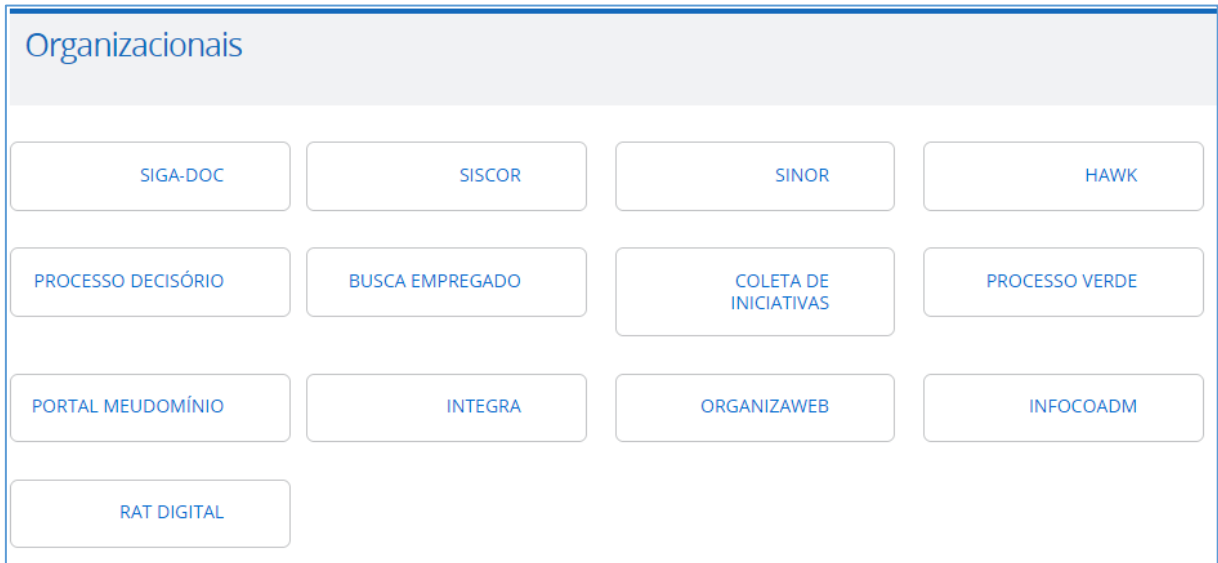 Organizacionais
SIGA-DOC
SISCOR
SINOR
HAWK
PROCESSO DECISÓRIO
BUSCA EMPREGADO
COLETA DE
INICIATIVAS
PROCESSO VERDE
PORTAL MEUDOMÍNIO
INTEGRA
ORGANIZAWEB
INFOCOADM
RAT DIGITAL